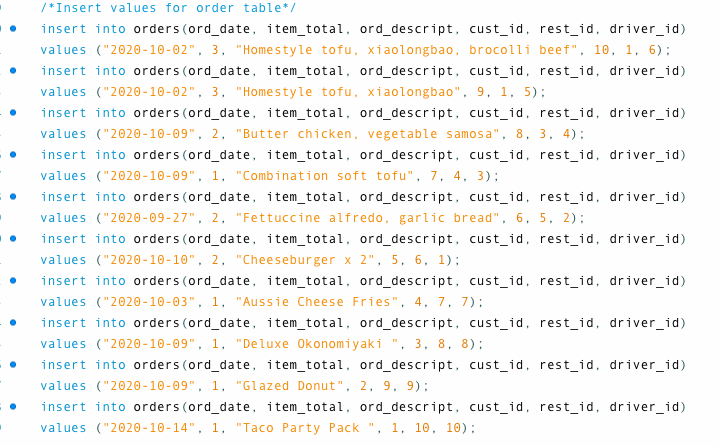 /*Insert values for order table*/
insert into orders(ord_date, item_total, ord_descript, cust_id, rest_id, driver_id)
values ("2020-10-02", 3, "Homestyle tofu, xiaolongbao, brocolli beef", 10, 1, 6);
insert into orders(ord_date, item_total, ord_descript, cust_id, rest_id, driver_id)
values ("2020-10-02", 3, "Homestyle tofu, xiaolongbao", 9, 1, 5);
insert into orders(ord_date, item_total, ord_descript, cust_id, rest_id, driver_id)
values ("2020-10-09", 2, "Butter chicken, vegetable samosa", 8, 3, 4);
insert into orders(ord_date, item_total, ord_descript, cust_id, rest_id, driver_id)
values ("2020-10-09", 1, "Combination soft tofu", 7, 4, 3);
insert into orders(ord_date, item_total, ord_descript, cust_id, rest_id, driver_id)
values ("2020-09-27", 2, "Fettuccine alfredo, garlic bread", 6, 5, 2);
insert into orders(ord_date, item_total, ord_descript, cust_id, rest_id, driver_id)
values ("2020-10-10", 2, "Cheeseburger x 2", 5, 6, 1);
insert into orders(ord_date, item_total, ord_descript, cust_id, rest_id, driver_id)
values ("2020-10-03", 1, "Aussie Cheese Fries", 4, 7, 7);
insert into orders(ord_date, item_total, ord_descript, cust_id, rest_id, driver_id)
values ("2020-10-09", 1, "Deluxe Okonomiyaki ", 3, 8, 8);
insert into orders(ord_date, item_total, ord_descript, cust_id, rest_id, driver_id)
values ("2020-10-09", 1, "Glazed Donut", 2, 9, 9);
insert into orders(ord_date, item_total, ord_descript, cust_id, rest_id, driver_id)
values ("2020-10-14", 1, "Taco Party Pack ", 1, 10, 10);